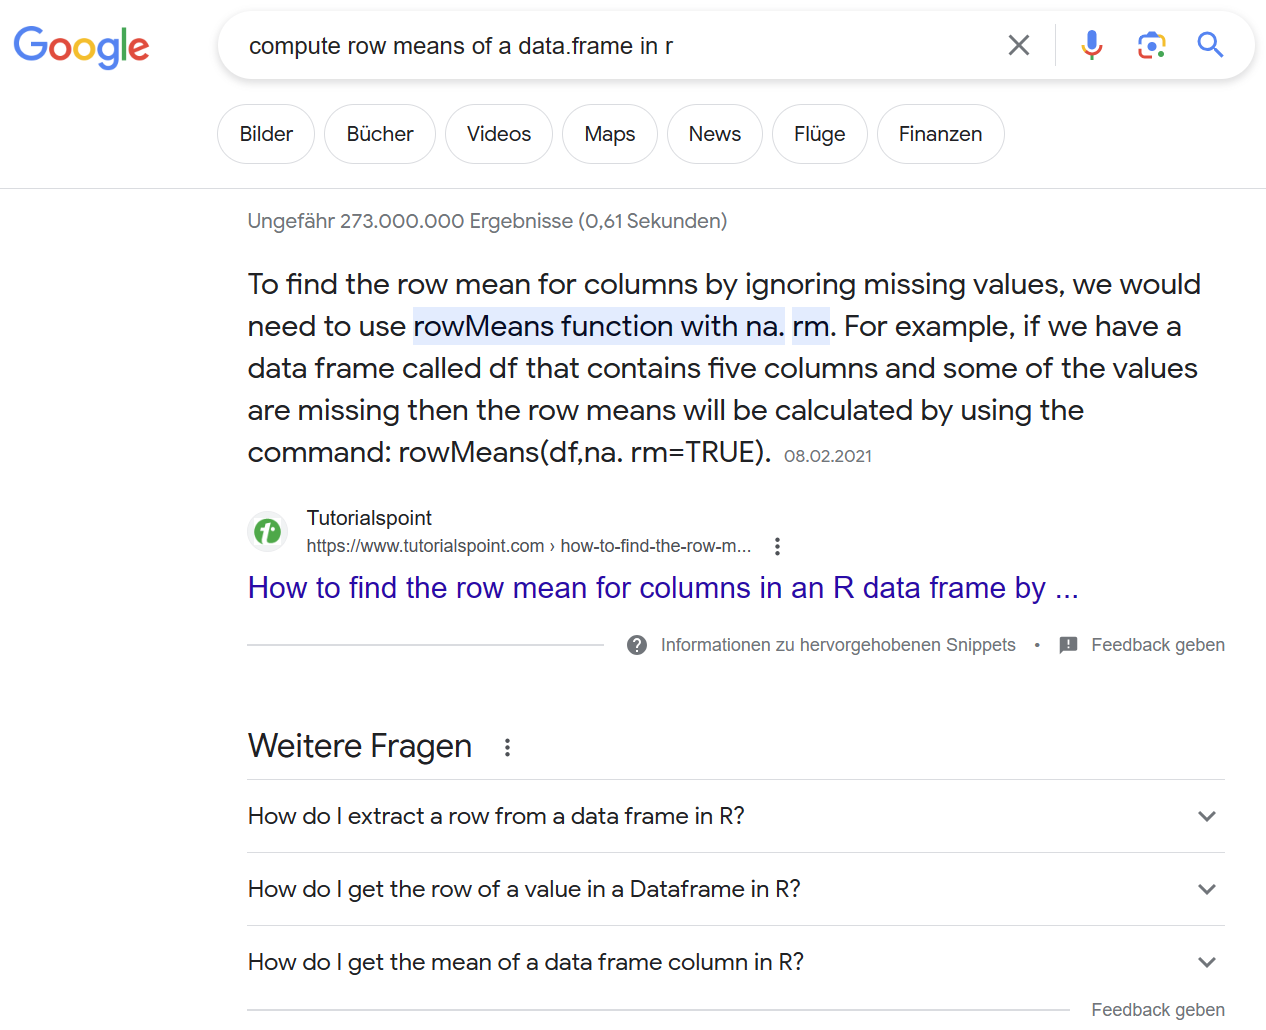 Google
compute row means of a data.frame in r
Bilder
Bücher
Videos
Maps
News
Flüge
Finanzen
Ungefähr 273.000.000 Ergebnisse (0,61 Sekunden)
To find the row mean for columns by ignoring missing values, we would
need to use rowMeans function with na. rm. For example, if we have a
data frame called df that contains five columns and some of the values
are missing then the row means will be calculated by using the
command: rowMeans(df,na. rm=TRUE). 08.02.2021
Tutorialspoint
https://www.tutorialspoint.com › how-to-find-the-row-m...
How to find the row mean for columns in an R data frame by ...
Informationen zu hervorgehobenen Snippets • Feedback geben
Weitere Fragen
How do I extract a row from a data frame in R?
How do I get the row of a value in a Dataframe in R?
How do I get the mean of a data frame column in R?
Feedback geben